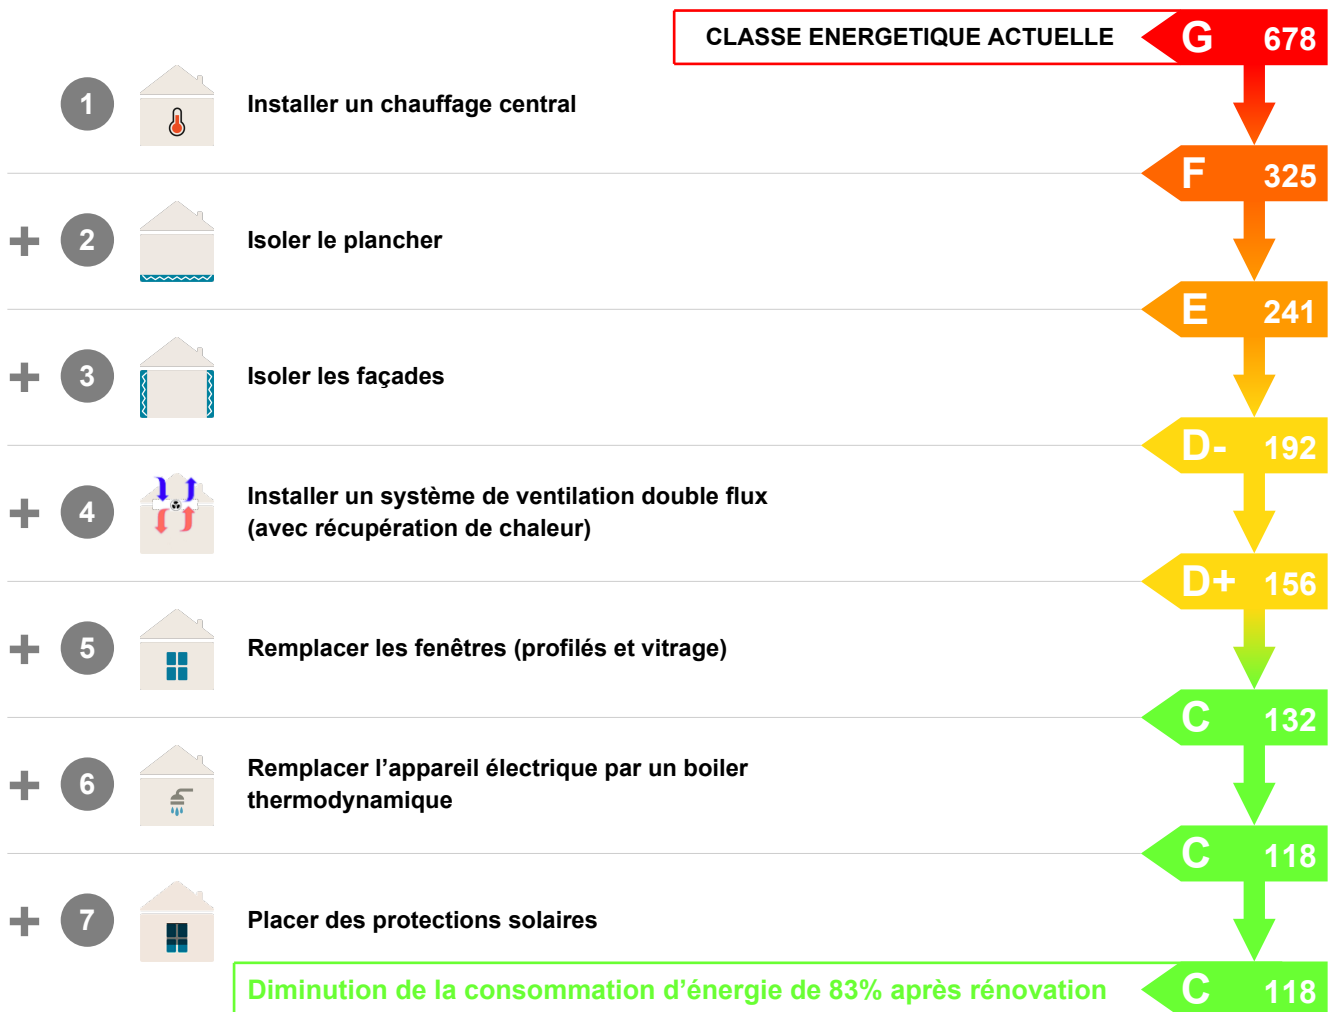 CLASSE ENERGETIQUE ACTUELLE G 678
1 Installer un chauffage central
F 325
+ 2 Isoler le plancher
E 241
+ 3 Isoler les façades
D- 192
+ 4 Installer un système de ventilation double flux
(avec récupération de chaleur)
D+ 156
+ 5 Remplacer les fenêtres (profilés et vitrage)
C 132
+ 6 Remplacer l’appareil électrique par un boiler
thermodynamique
C 118
+ 7 Placer des protections solaires
Diminution de la consommation d’énergie de 83% après rénovation C 118